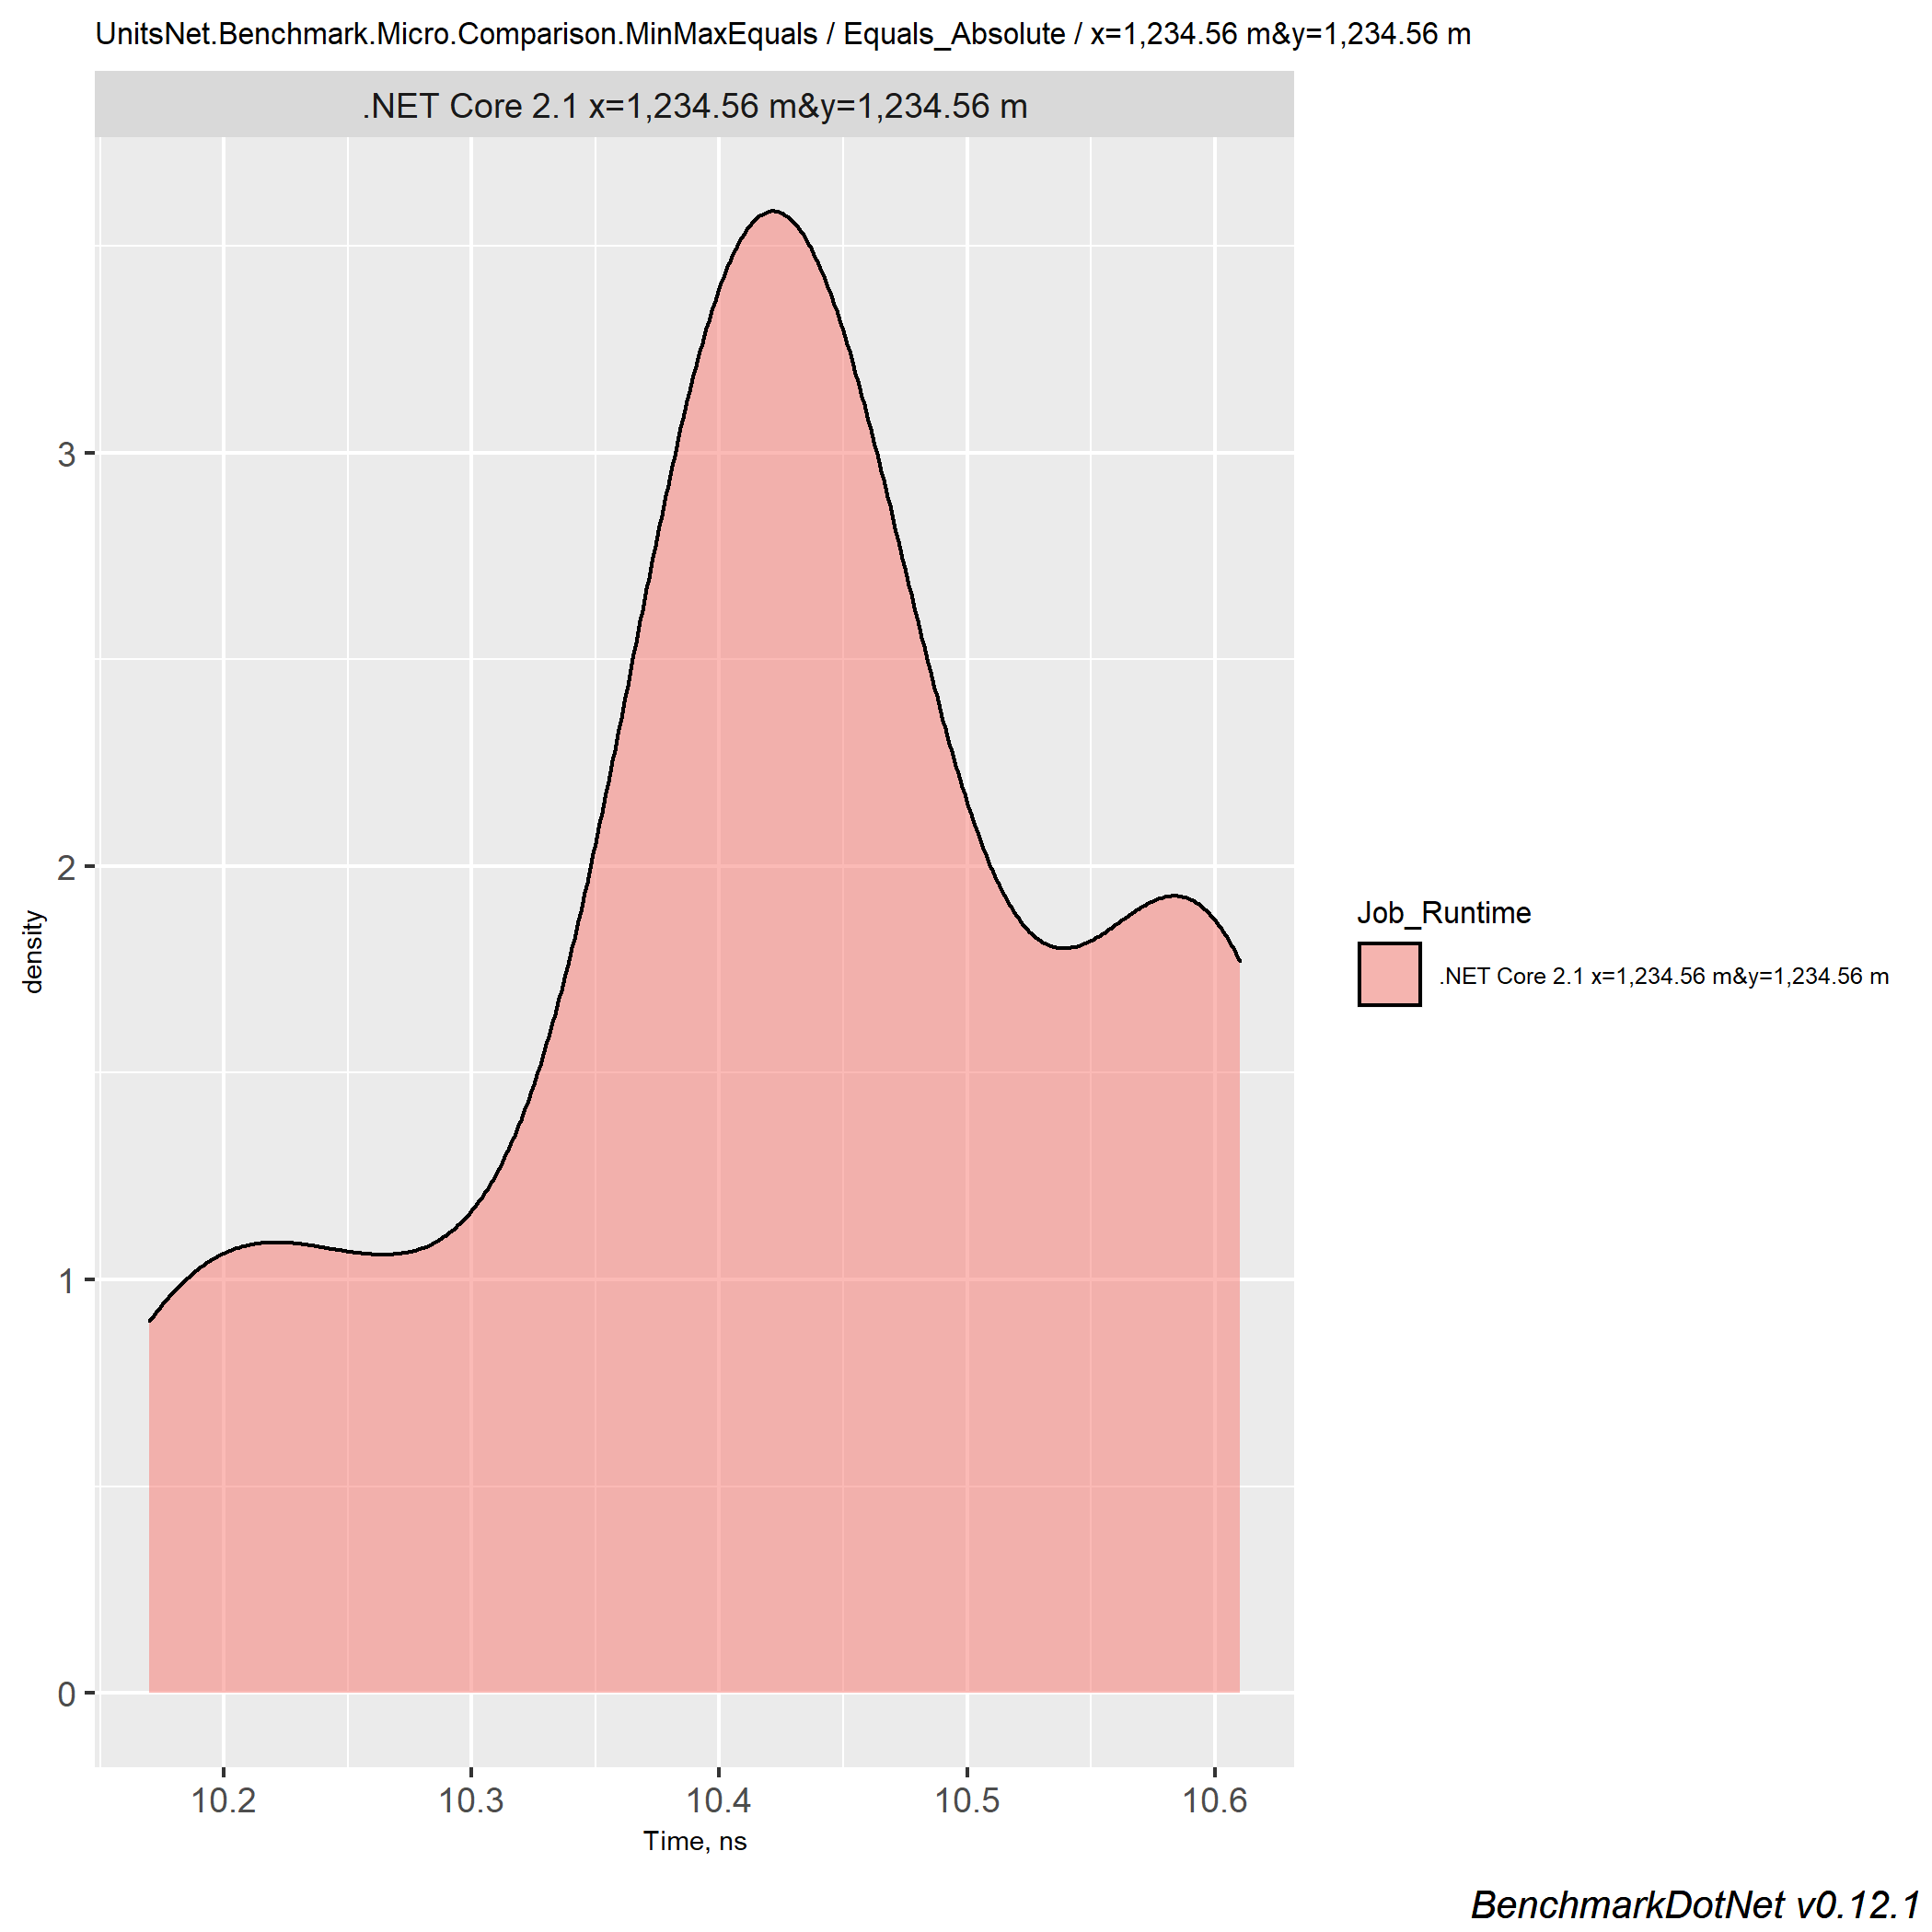 UnitsNet.Benchmark.Micro.Comparison.MinMaxEquals / Equals_Absolute / x=1,234.56 m&y=1,234.56 m
.NET Core 2.1 x=1,234.56 m&y=1,234.56 m
3
2
1
0
density
10.2 10.3 10.4 10.5 10.6
Time, ns
Job_Runtime
.NET Core 2.1 x=1,234.56 m&y=1,234.56 m
BenchmarkDotNet v0.12.1